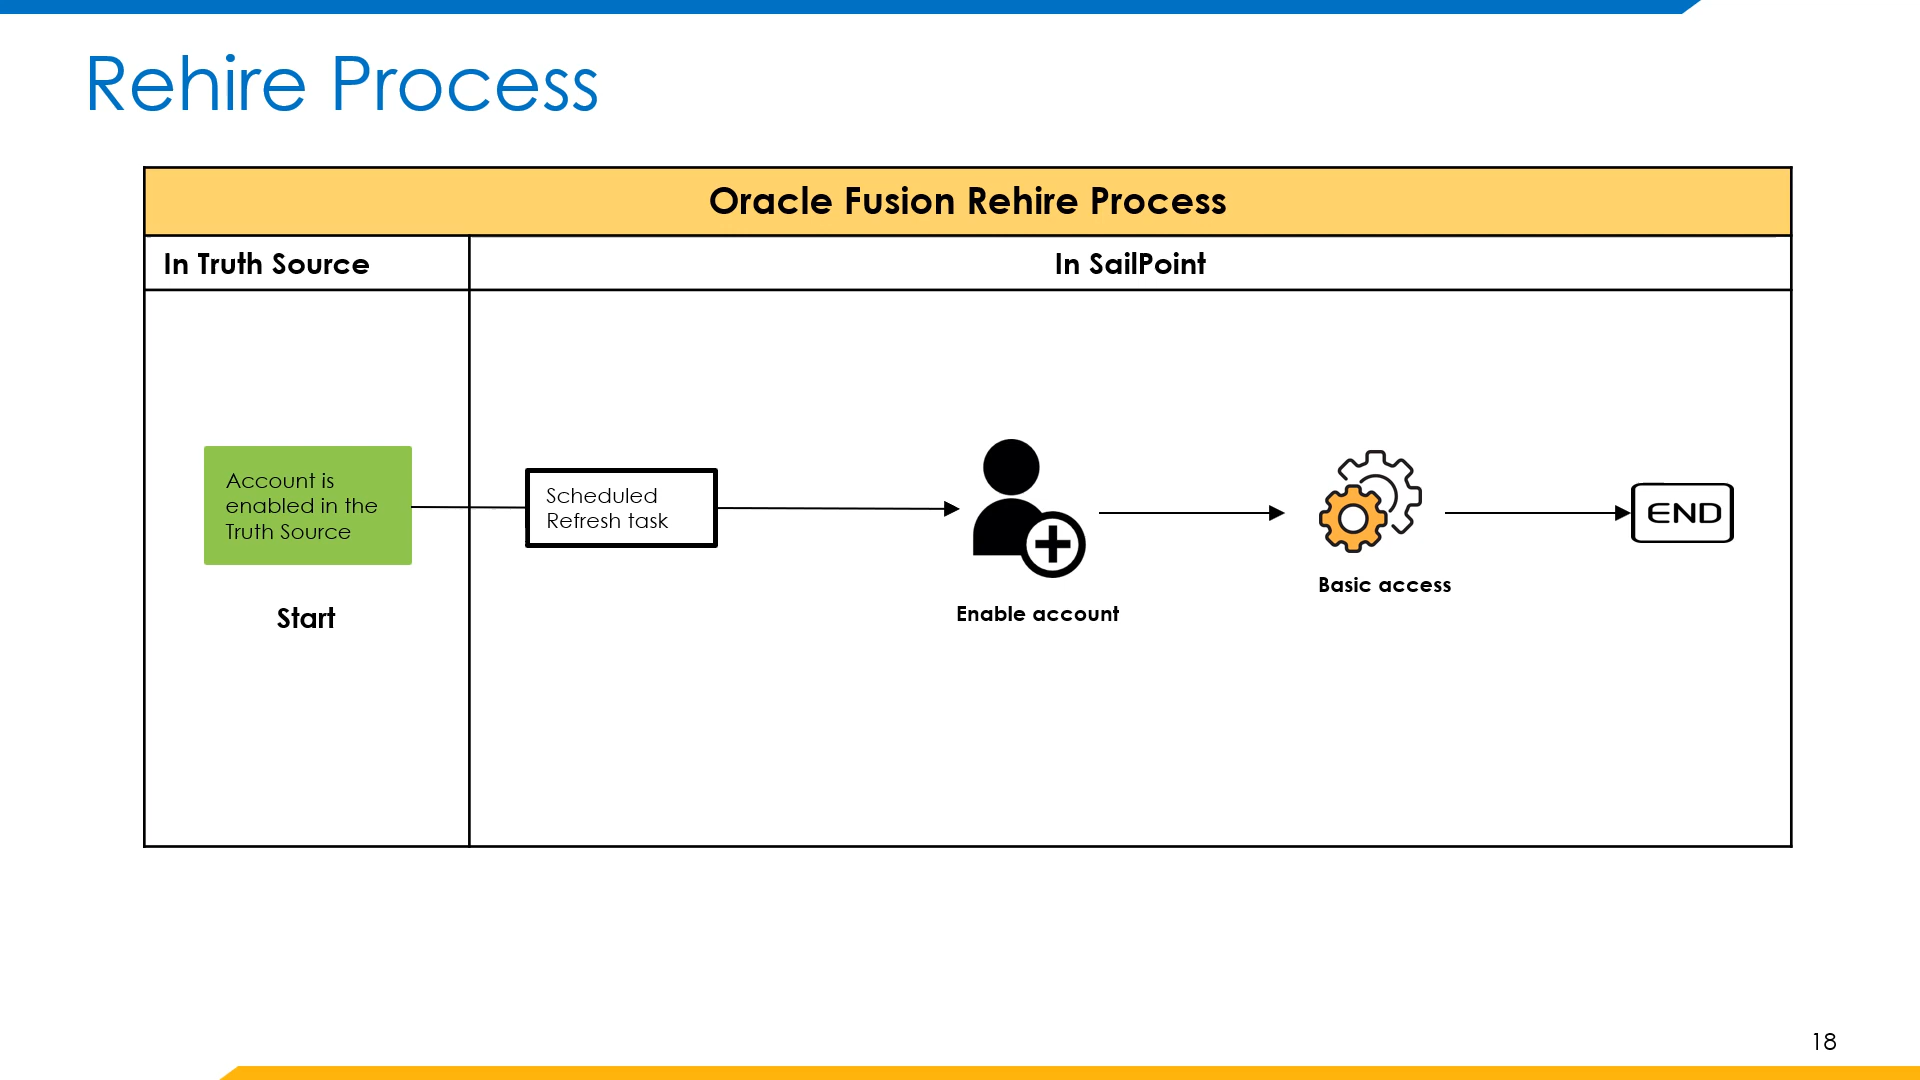 Rehire Process
Oracle Fusion Rehire Process
In Truth Source
In SailPoint
Account is
enabled in the
Truth Source
Start
Scheduled
Refresh task
Enable account
Basic access
END
18